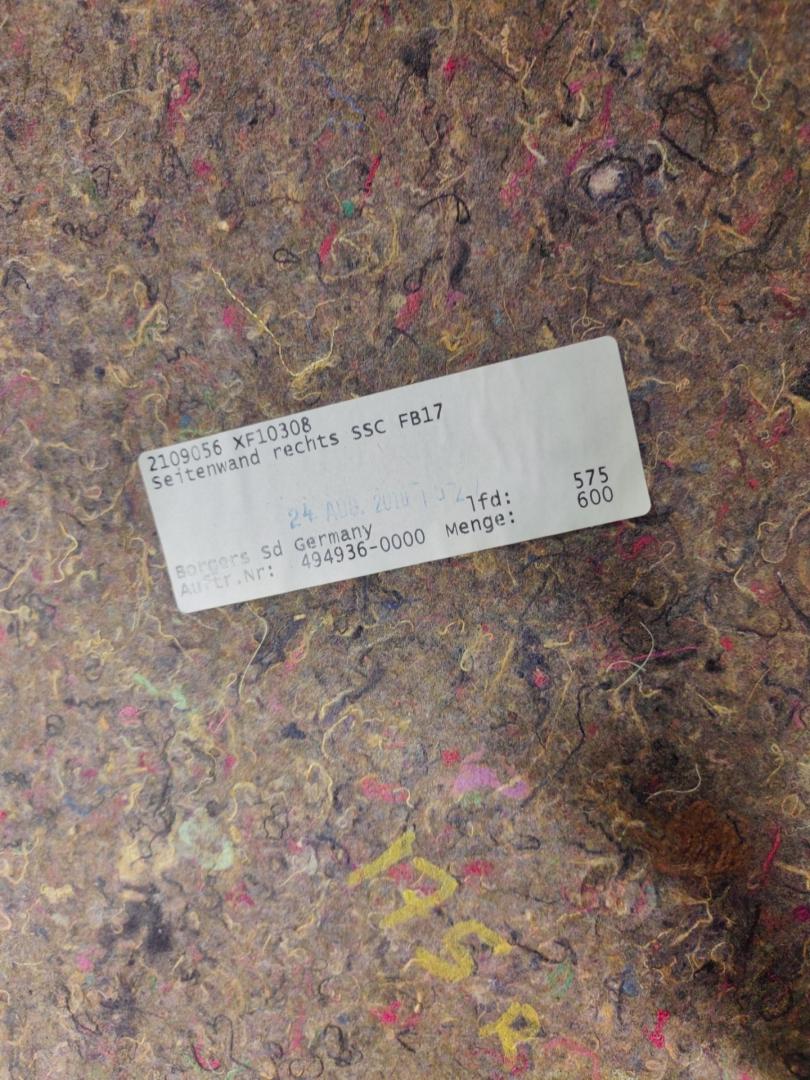 2109056 XF10308
Seitenwand rechts SSC FB17
24 AUG. 2010
lfd: 575
Borgers Sd Germany
Menge: 600
Auftr.Nr: 494936-0000